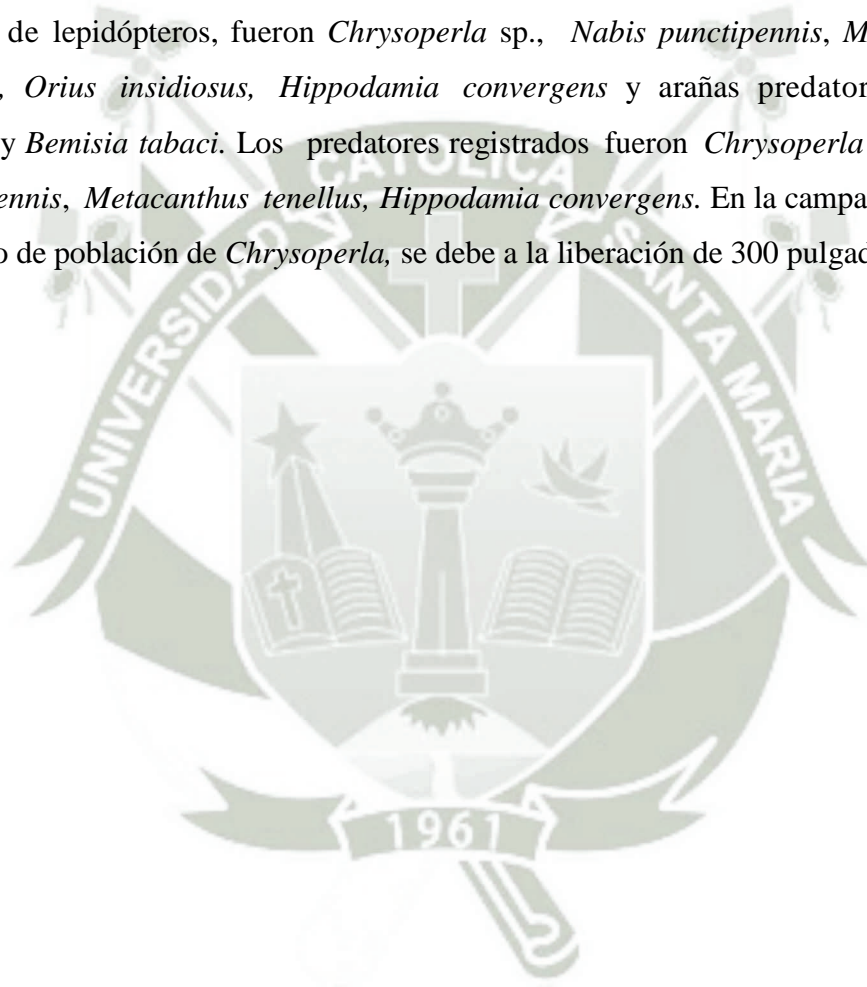 de lepidópteros, fueron Chrysoperla sp., Nabis punctipennis, M
, Orius insidiosus, Hippodamia convergens y arañas predator
y Bemisia tabaci. Los predatores registrados fueron Chrysoperla
ennis, Metacanthus tenellus, Hippodamia convergens. En la campa
o de población de Chrysoperla, se debe a la liberación de 300 pulgad
UNIVERSIDAD CATOLICA SANTA MARIA
1961